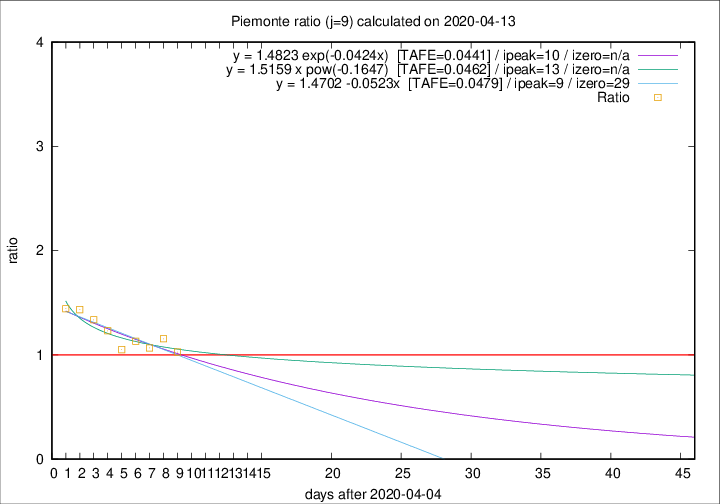 Piemonte ratio (j=9) calculated on 2020-04-13
y = 1.4823 exp(-0.0424x) [TAFE=0.0441] / ipeak=10 / izero=n/a
y = 1.5159 x pow(-0.1647) [TAFE=0.0462] / ipeak=13 / izero=n/a
y = 1.4702 -0.0523x [TAFE=0.0479] / ipeak=9 / izero=29
Ratio
4
3
2
1
0
ratio
0 1 2 3 4 5 6 7 8 9 10 11 12 13 14 15 20 25 30 35 40 45
days after 2020-04-04